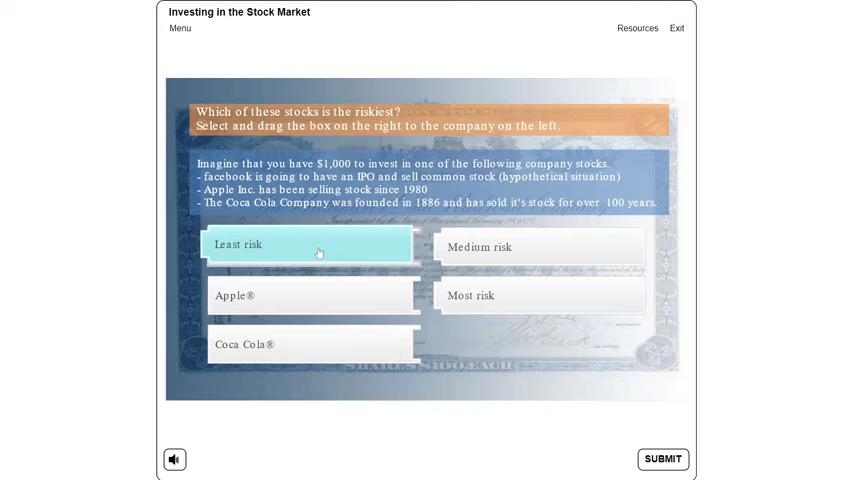 Investing in the Stock Market
Menu
Resources
Exit
Which of these stocks is the riskiest?
Select and drag the box on the right to the company on the left.
Imagine that you have $1,000 to invest in one of the following company stocks.
- facebook is going to have an IPO and sell common stock (hypothetical situation)
- Apple Inc. has been selling stock since 1980
- The Coca Cola Company was founded in 1886 and has sold it's stock for over 100 years.
Least risk
Medium risk
Apple®
Most risk
Coca Cola®
SHARES $100 EACH
SUBMIT